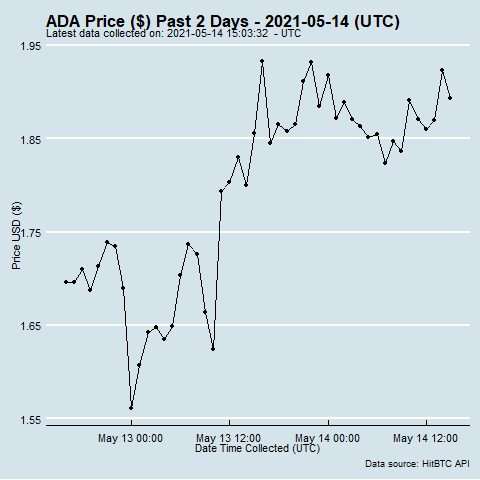 ADA Price ($) Past 2 Days - 2021-05-14 (UTC)
Latest data collected on: 2021-05-14 15:03:32 - UTC
1.95
1.85
1.75
1.65
1.55
Price USD ($)
May 13 00:00 May 13 12:00 May 14 00:00 May 14 12:00
Date Time Collected (UTC)
Data source: HitBTC API